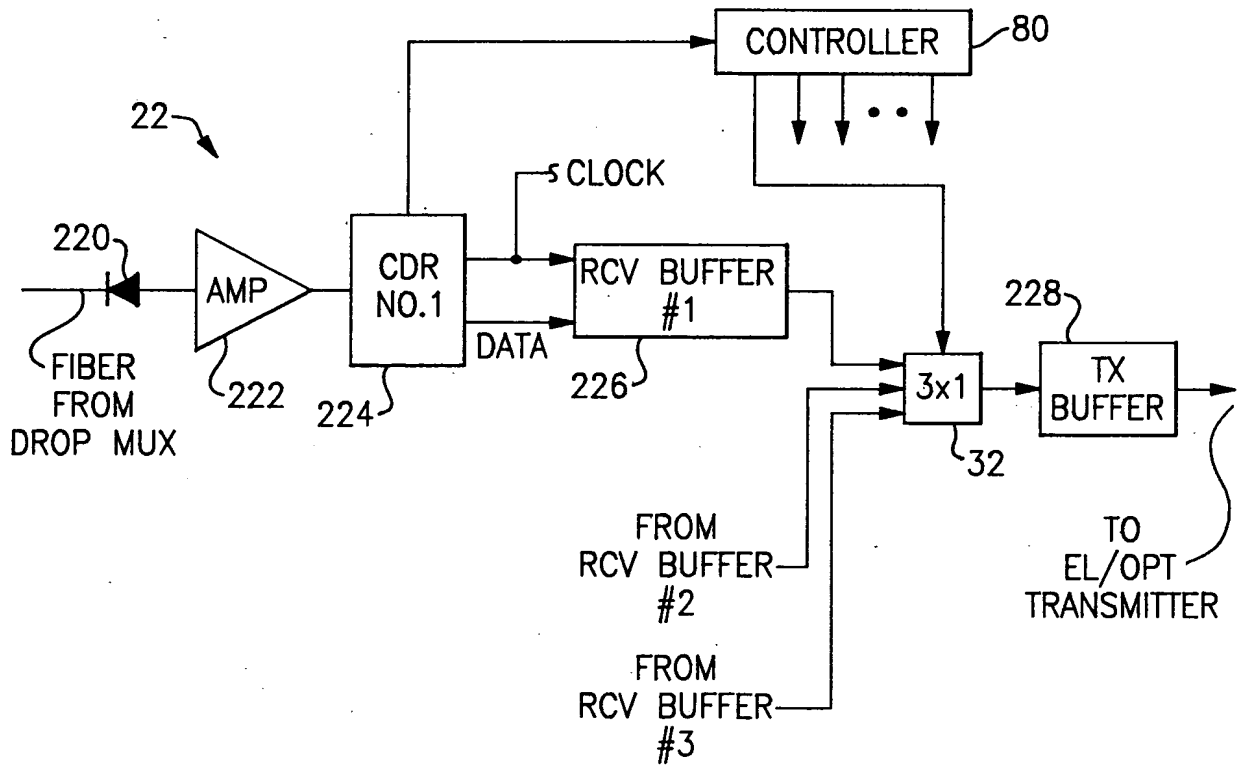 CONTROLLER
80
22
CLOCK
220
AMP
CDR
NO.1
RCV BUFFER
#1
DATA
228
FIBER
FROM
DROP MUX
222
224
226
3x1
TX
BUFFER
32
FROM
RCV BUFFER
#2
TO
EL/OPT
TRANSMITTER
FROM
RCV BUFFER
#3